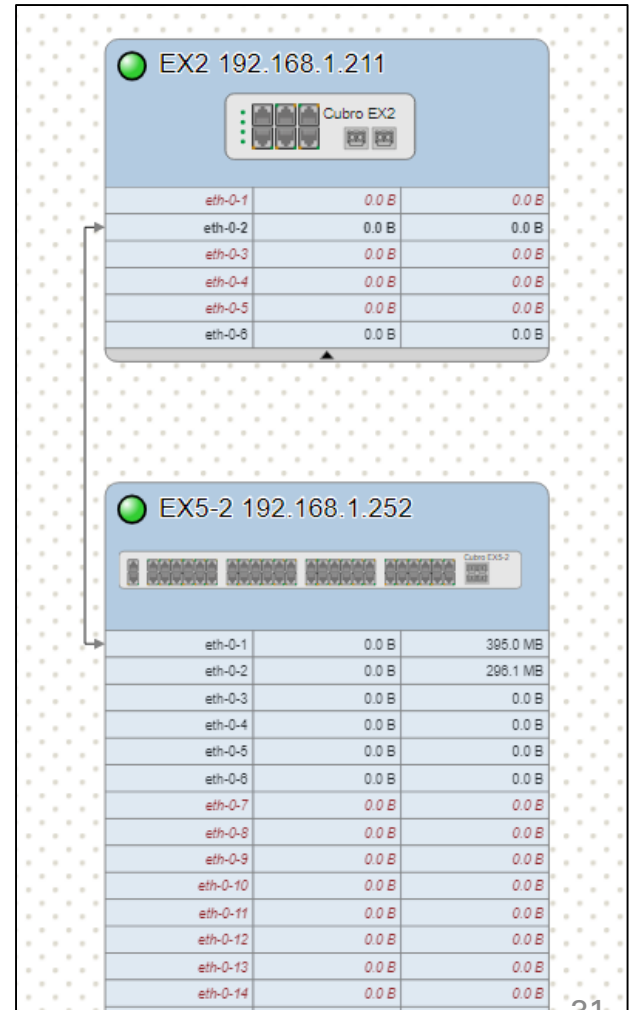 EX2 192.168.1.211
Cubro EX2
eth-0-1 0.0 B 0.0 B
eth-0-2 0.0 B 0.0 B
eth-0-3 0.0 B 0.0 B
eth-0-4 0.0 B 0.0 B
eth-0-5 0.0 B 0.0 B
eth-0-6 0.0 B 0.0 B
EX5-2 192.168.1.252
Cubro EX5-2
eth-0-1 0.0 B 395.0 MB
eth-0-2 0.0 B 296.1 MB
eth-0-3 0.0 B 0.0 B
eth-0-4 0.0 B 0.0 B
eth-0-5 0.0 B 0.0 B
eth-0-6 0.0 B 0.0 B
eth-0-7 0.0 B 0.0 B
eth-0-8 0.0 B 0.0 B
eth-0-9 0.0 B 0.0 B
eth-0-10 0.0 B 0.0 B
eth-0-11 0.0 B 0.0 B
eth-0-12 0.0 B 0.0 B
eth-0-13 0.0 B 0.0 B
eth-0-14 0.0 B 0.0 B